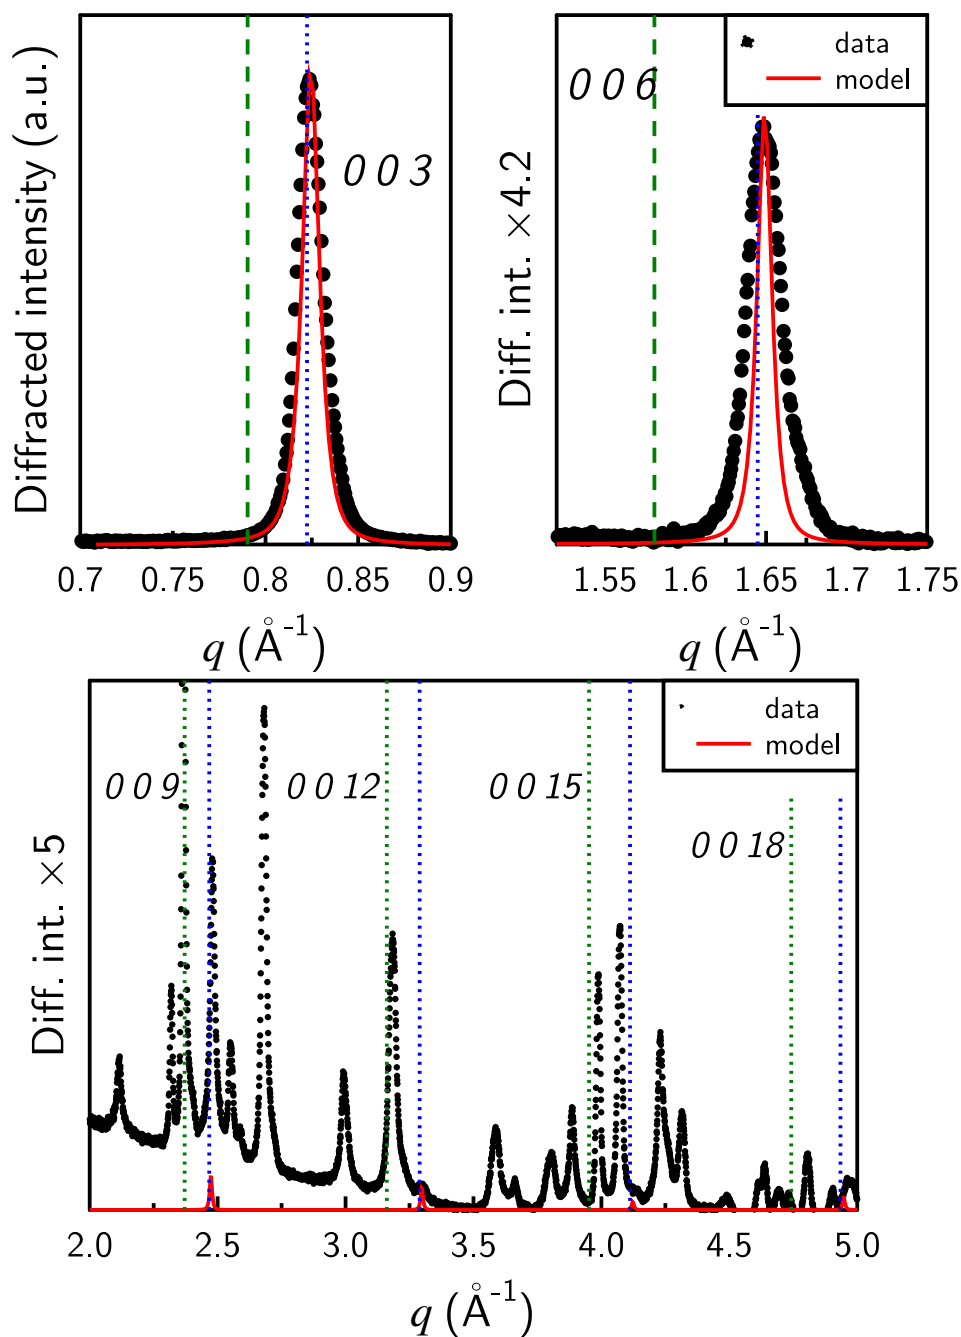 Diffracted intensity (a.u.)
0 0 3
0.7 0.75 0.8 0.85 0.9
q (Å-1)
Diff. int. ×4.2
0 0 6
data
model
1.55 1.6 1.65 1.7 1.75
q (Å-1)
Diff. int. ×5
data
model
0 0 9 0 0 12 0 0 15
0 0 18
2.0 2.5 3.0 3.5 4.0 4.5 5.0
q (Å-1)